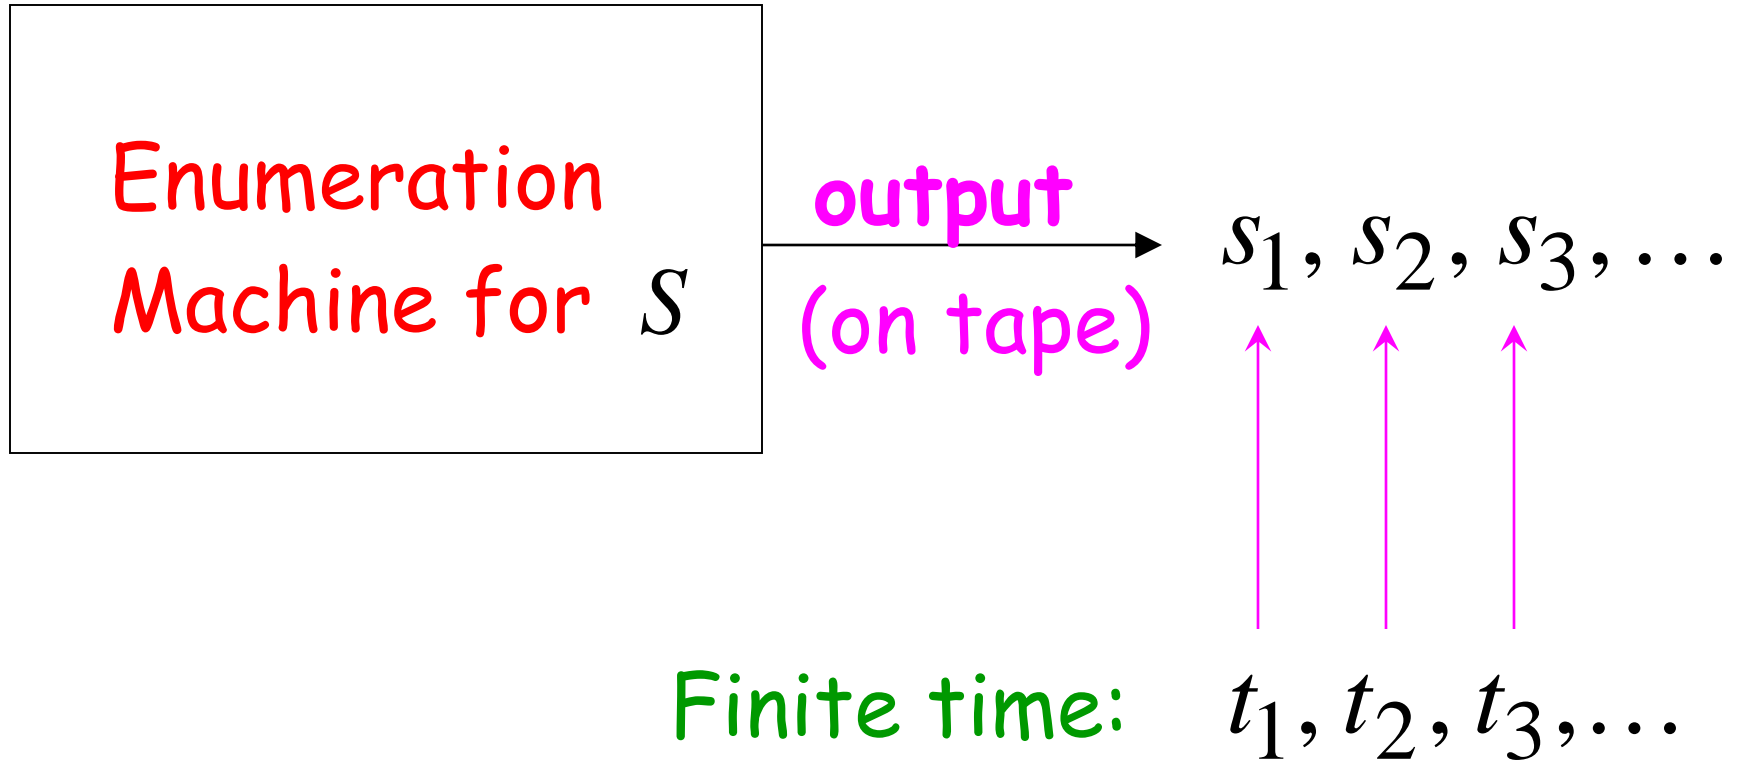 Enumeration
Machine for S
output
(on tape)
s₁, s₂, s₃, …
Finite time: t₁, t₂, t₃, …